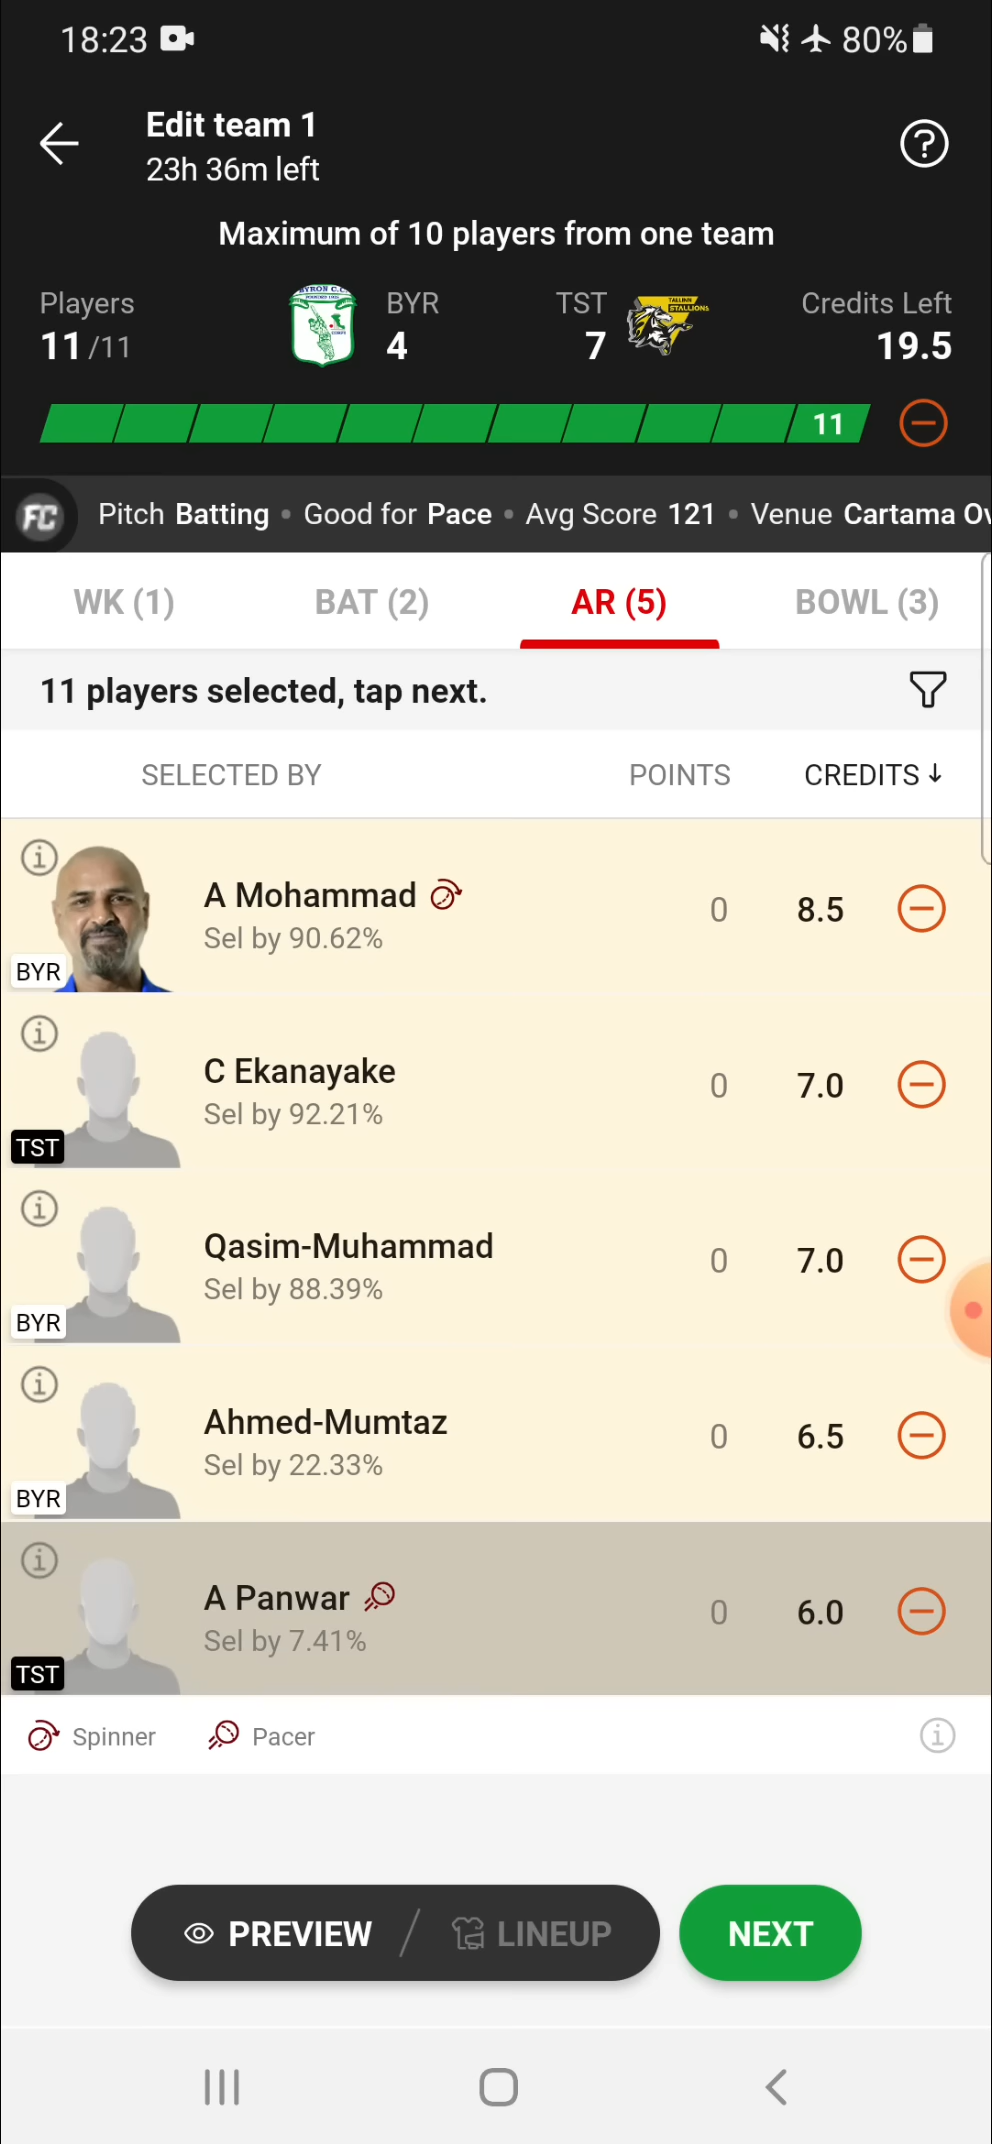 18:23 80%
Edit team 1
23h 36m left
Maximum of 10 players from one team
Players BYR TST Credits Left
11/11 4 7 19.5
BYRON C.C.
TALLINN
STALLIONS
11
FC Pitch Batting • Good for Pace • Avg Score 121 • Venue Cartama Ov
WK (1) BAT (2) AR (5) BOWL (3)
11 players selected, tap next.
SELECTED BY POINTS CREDITS ↓
A Mohammad 0 8.5
Sel by 90.62%
BYR
C Ekanayake 0 7.0
Sel by 92.21%
TST
Qasim-Muhammad 0 7.0
Sel by 88.39%
BYR
Ahmed-Mumtaz 0 6.5
Sel by 22.33%
BYR
A Panwar 0 6.0
Sel by 7.41%
TST
Spinner Pacer
PREVIEW / LINEUP NEXT